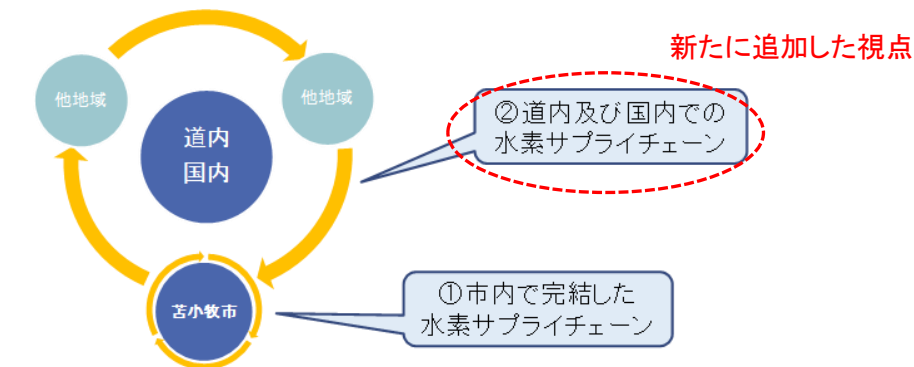 新たに追加した視点
他地域
他地域
道内
国内
②道内及び国内での
水素サプライチェーン
苫小牧市
①市内で完結した
水素サプライチェーン